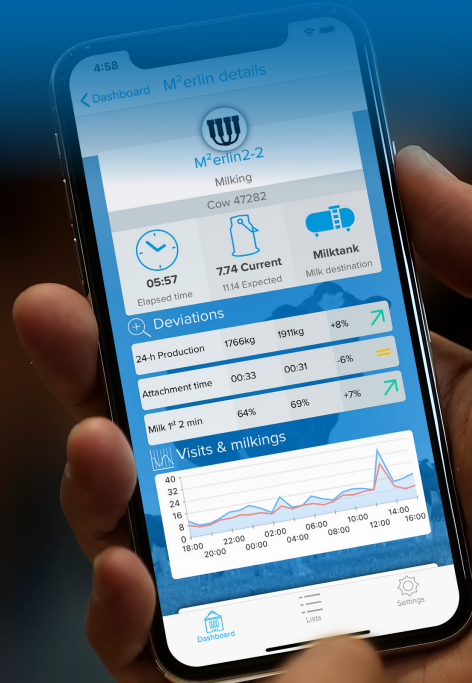 4:58
Dashboard M²erlin details
M²erlin2-2
Milking
Cow 47282
05:57
Elapsed time
7.74 Current
11.14 Expected
Milktank
Milk destination
Deviations
24-h Production 1766kg 1911kg +8%
Attachment time 00:33 00:31 -6%
Milk 1st 2 min 64% 69% +7%
Visits & milkings
40
32
24
16
8
0
18:00 20:00 22:00 00:00 02:00 04:00 06:00 08:00 10:00 12:00 14:00 16:00
Dashboard Lists Settings